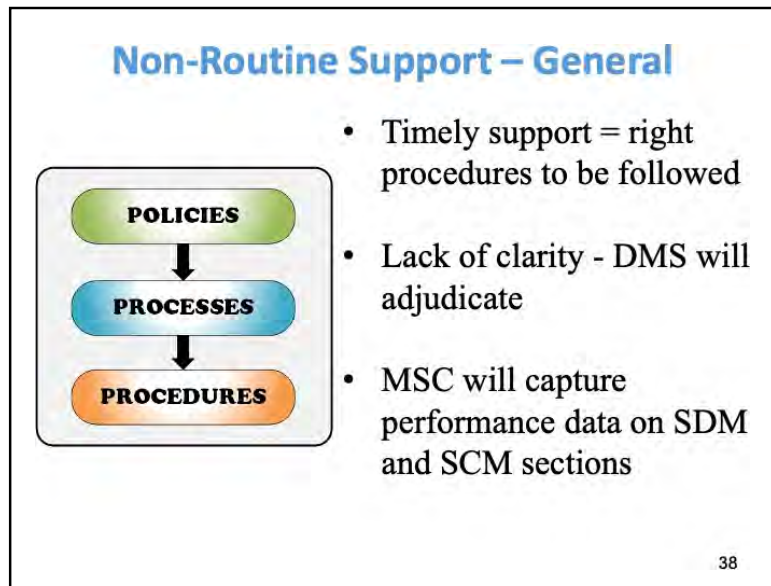 Non-Routine Support – General
POLICIES
PROCESSES
PROCEDURES
• Timely support = right
procedures to be followed
• Lack of clarity - DMS will
adjudicate
• MSC will capture
performance data on SDM
and SCM sections
38